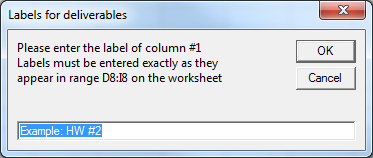 Labels for deliverables
Please enter the label of column #1
Labels must be entered exactly as they
appear in range D8:I8 on the worksheet
OK
Cancel
Example: HW #2